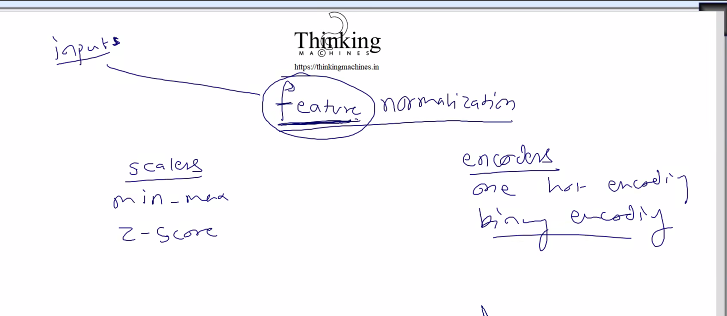 inputs
Thinking
MACHINES
https://thinkingmachines.in
feature normalization
scalers
min-max
z-score
encoders
one hot encoding
binary encoding